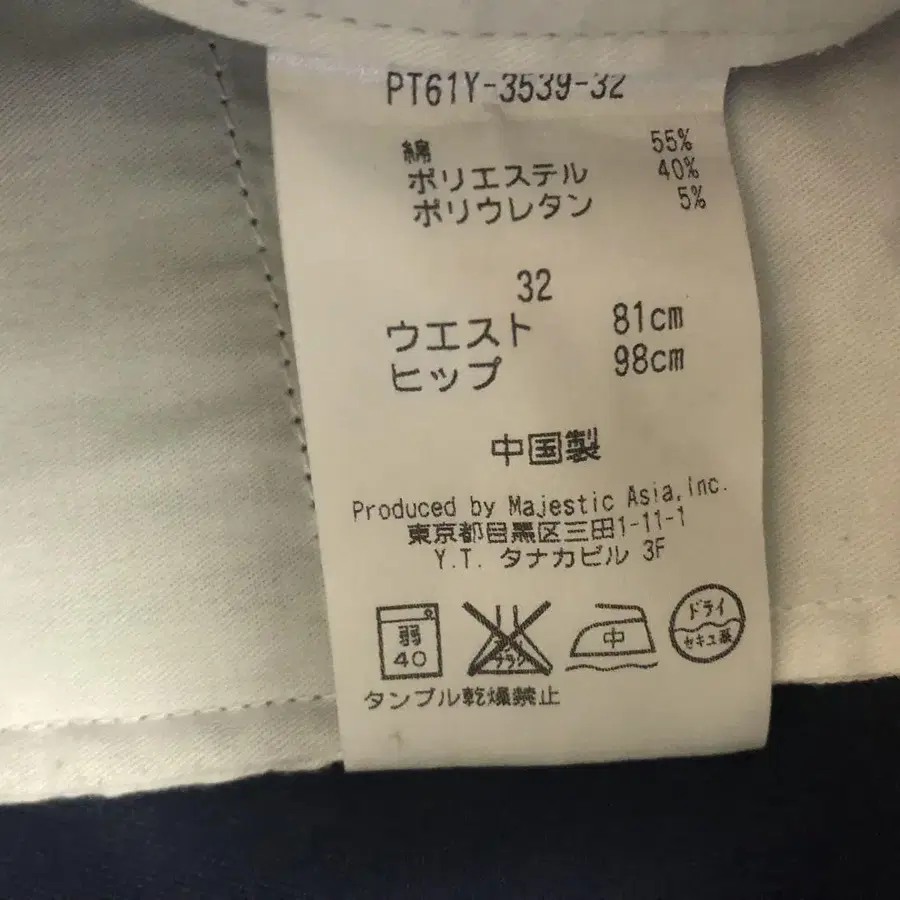 PT61Y-3539-32
綿 55%
ポリエステル 40%
ポリウレタン 5%
32
ウエスト 81cm
ヒップ 98cm
中国製
Produced by Majestic Asia,Inc.
東京都目黒区三田1-11-1
Y.T. タナカビル 3F
弱
40
中
ドライ
セキユ系
タンブル乾燥禁止